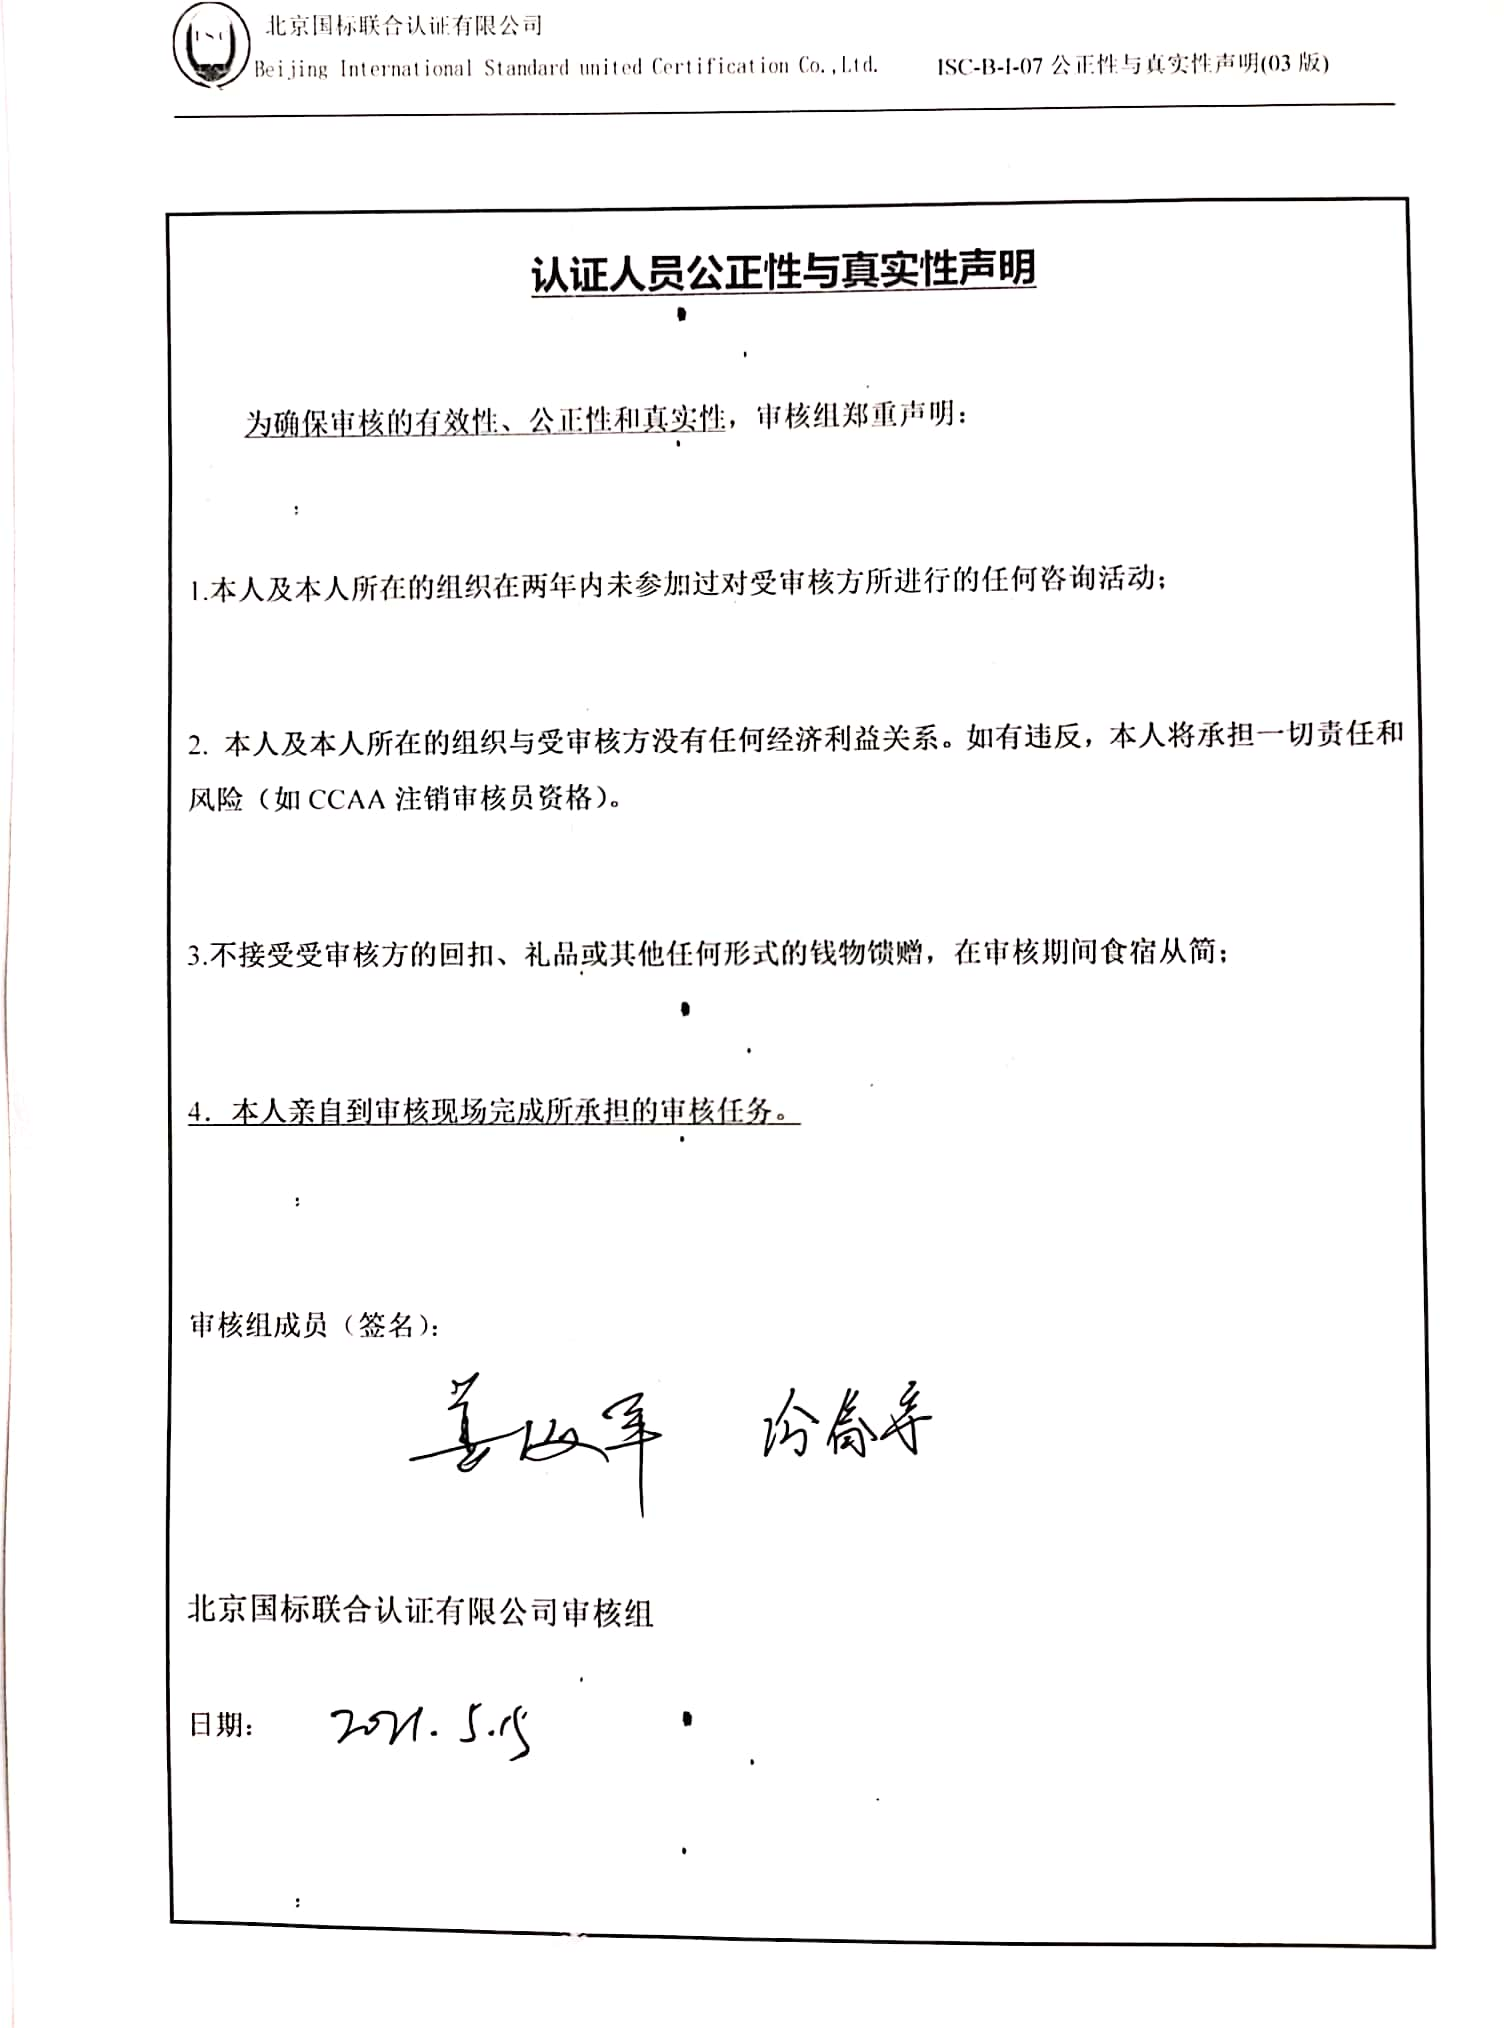 ISC
北京国标联合认证有限公司
Beijing International Standard united Certification Co.,Ltd. ISC-B-I-07 公正性与真实性声明(03 版)
认证人员公正性与真实性声明
为确保审核的有效性、公正性和真实性，审核组郑重声明：
1.本人及本人所在的组织在两年内未参加过对受审核方所进行的任何咨询活动；
2. 本人及本人所在的组织与受审核方没有任何经济利益关系。如有违反，本人将承担一切责任和
风险（如 CCAA 注销审核员资格）。
3.不接受受审核方的回扣、礼品或其他任何形式的钱物馈赠，在审核期间食宿从简；
4. 本人亲自到审核现场完成所承担的审核任务。
审核组成员（签名）：
北京国标联合认证有限公司审核组
日期： 2021.5.15